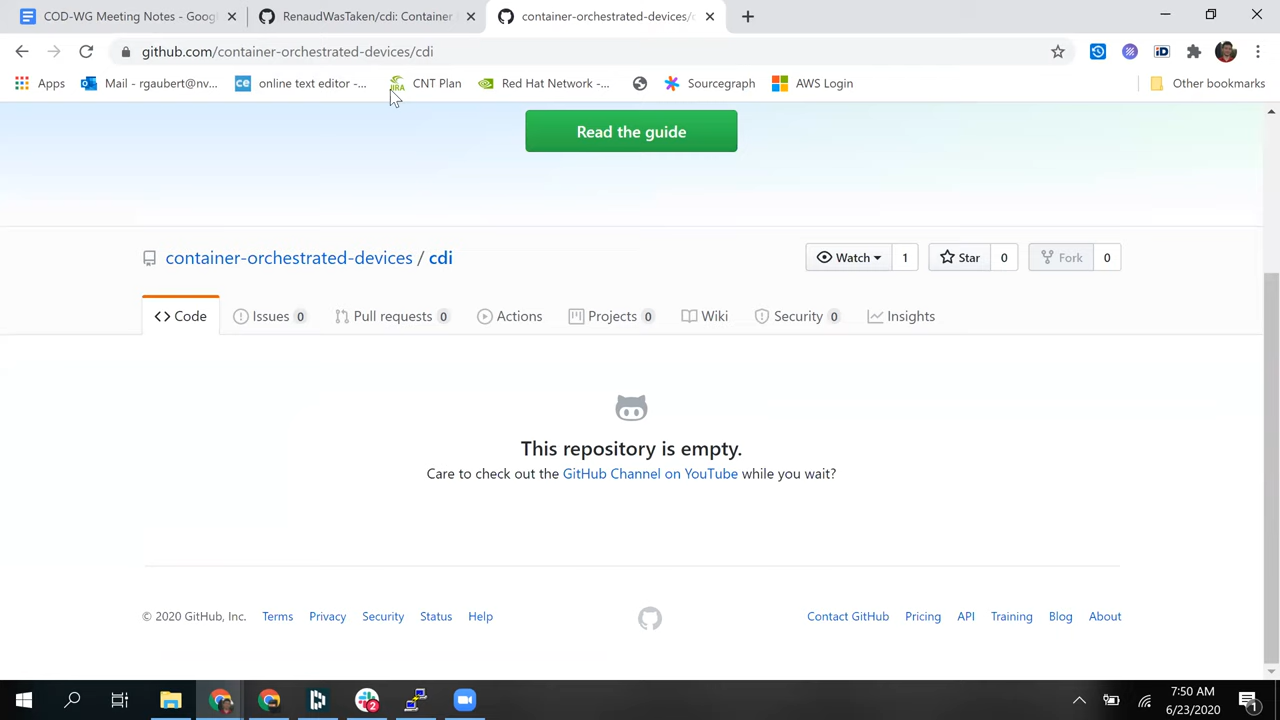 COD-WG Meeting Notes - Goog
RenaudWasTaken/cdi: Container
container-orchestrated-devices/c
github.com/container-orchestrated-devices/cdi
Apps
Mail - rgaubert@nv...
ce
online text editor -...
JIRA
CNT Plan
Red Hat Network -...
Sourcegraph
AWS Login
Other bookmarks
Read the guide
container-orchestrated-devices / cdi
Watch 1
Star 0
Fork 0
<> Code
Issues 0
Pull requests 0
Actions
Projects 0
Wiki
Security 0
Insights
This repository is empty.
Care to check out the GitHub Channel on YouTube while you wait?
© 2020 GitHub, Inc. Terms Privacy Security Status Help
Contact GitHub Pricing API Training Blog About
2
7:50 AM
6/23/2020
1